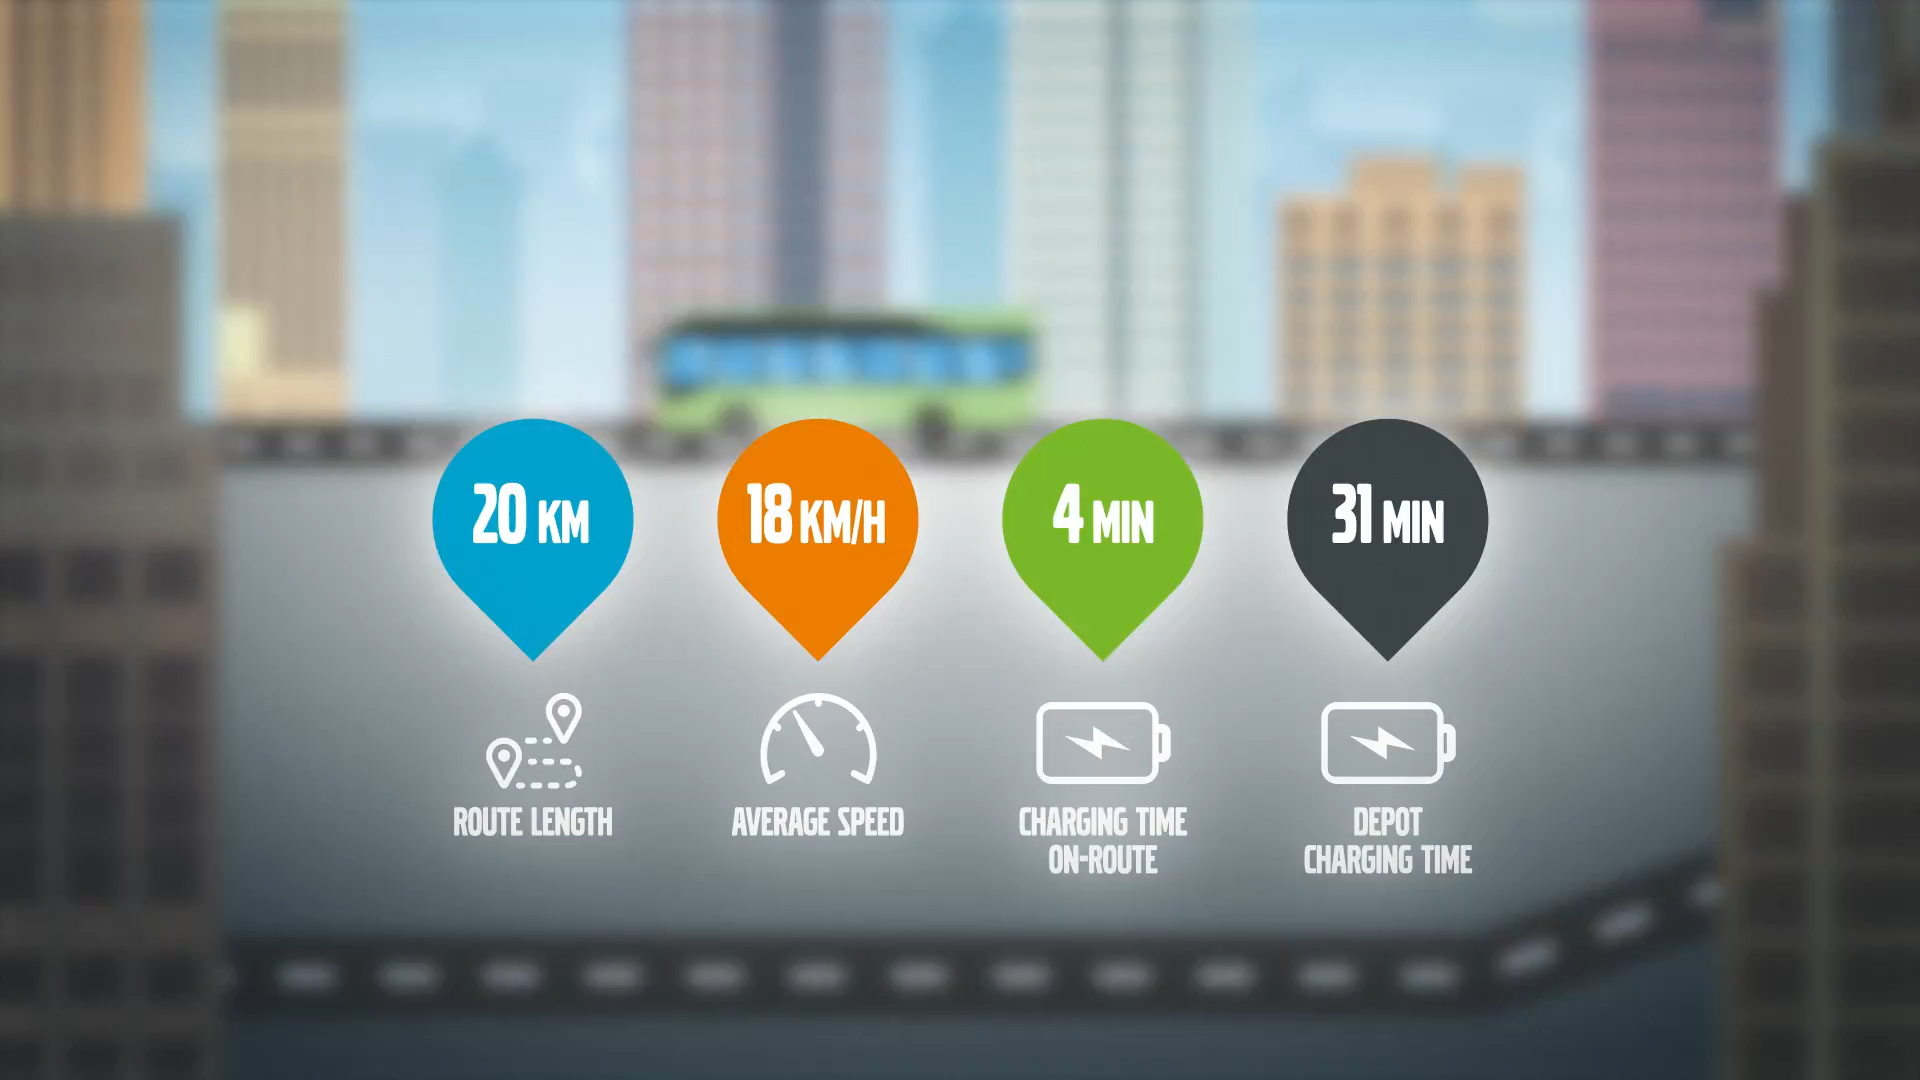 20 KM
18 KM/H
4 MIN
31 MIN
ROUTE LENGTH
AVERAGE SPEED
CHARGING TIME
ON-ROUTE
DEPOT
CHARGING TIME